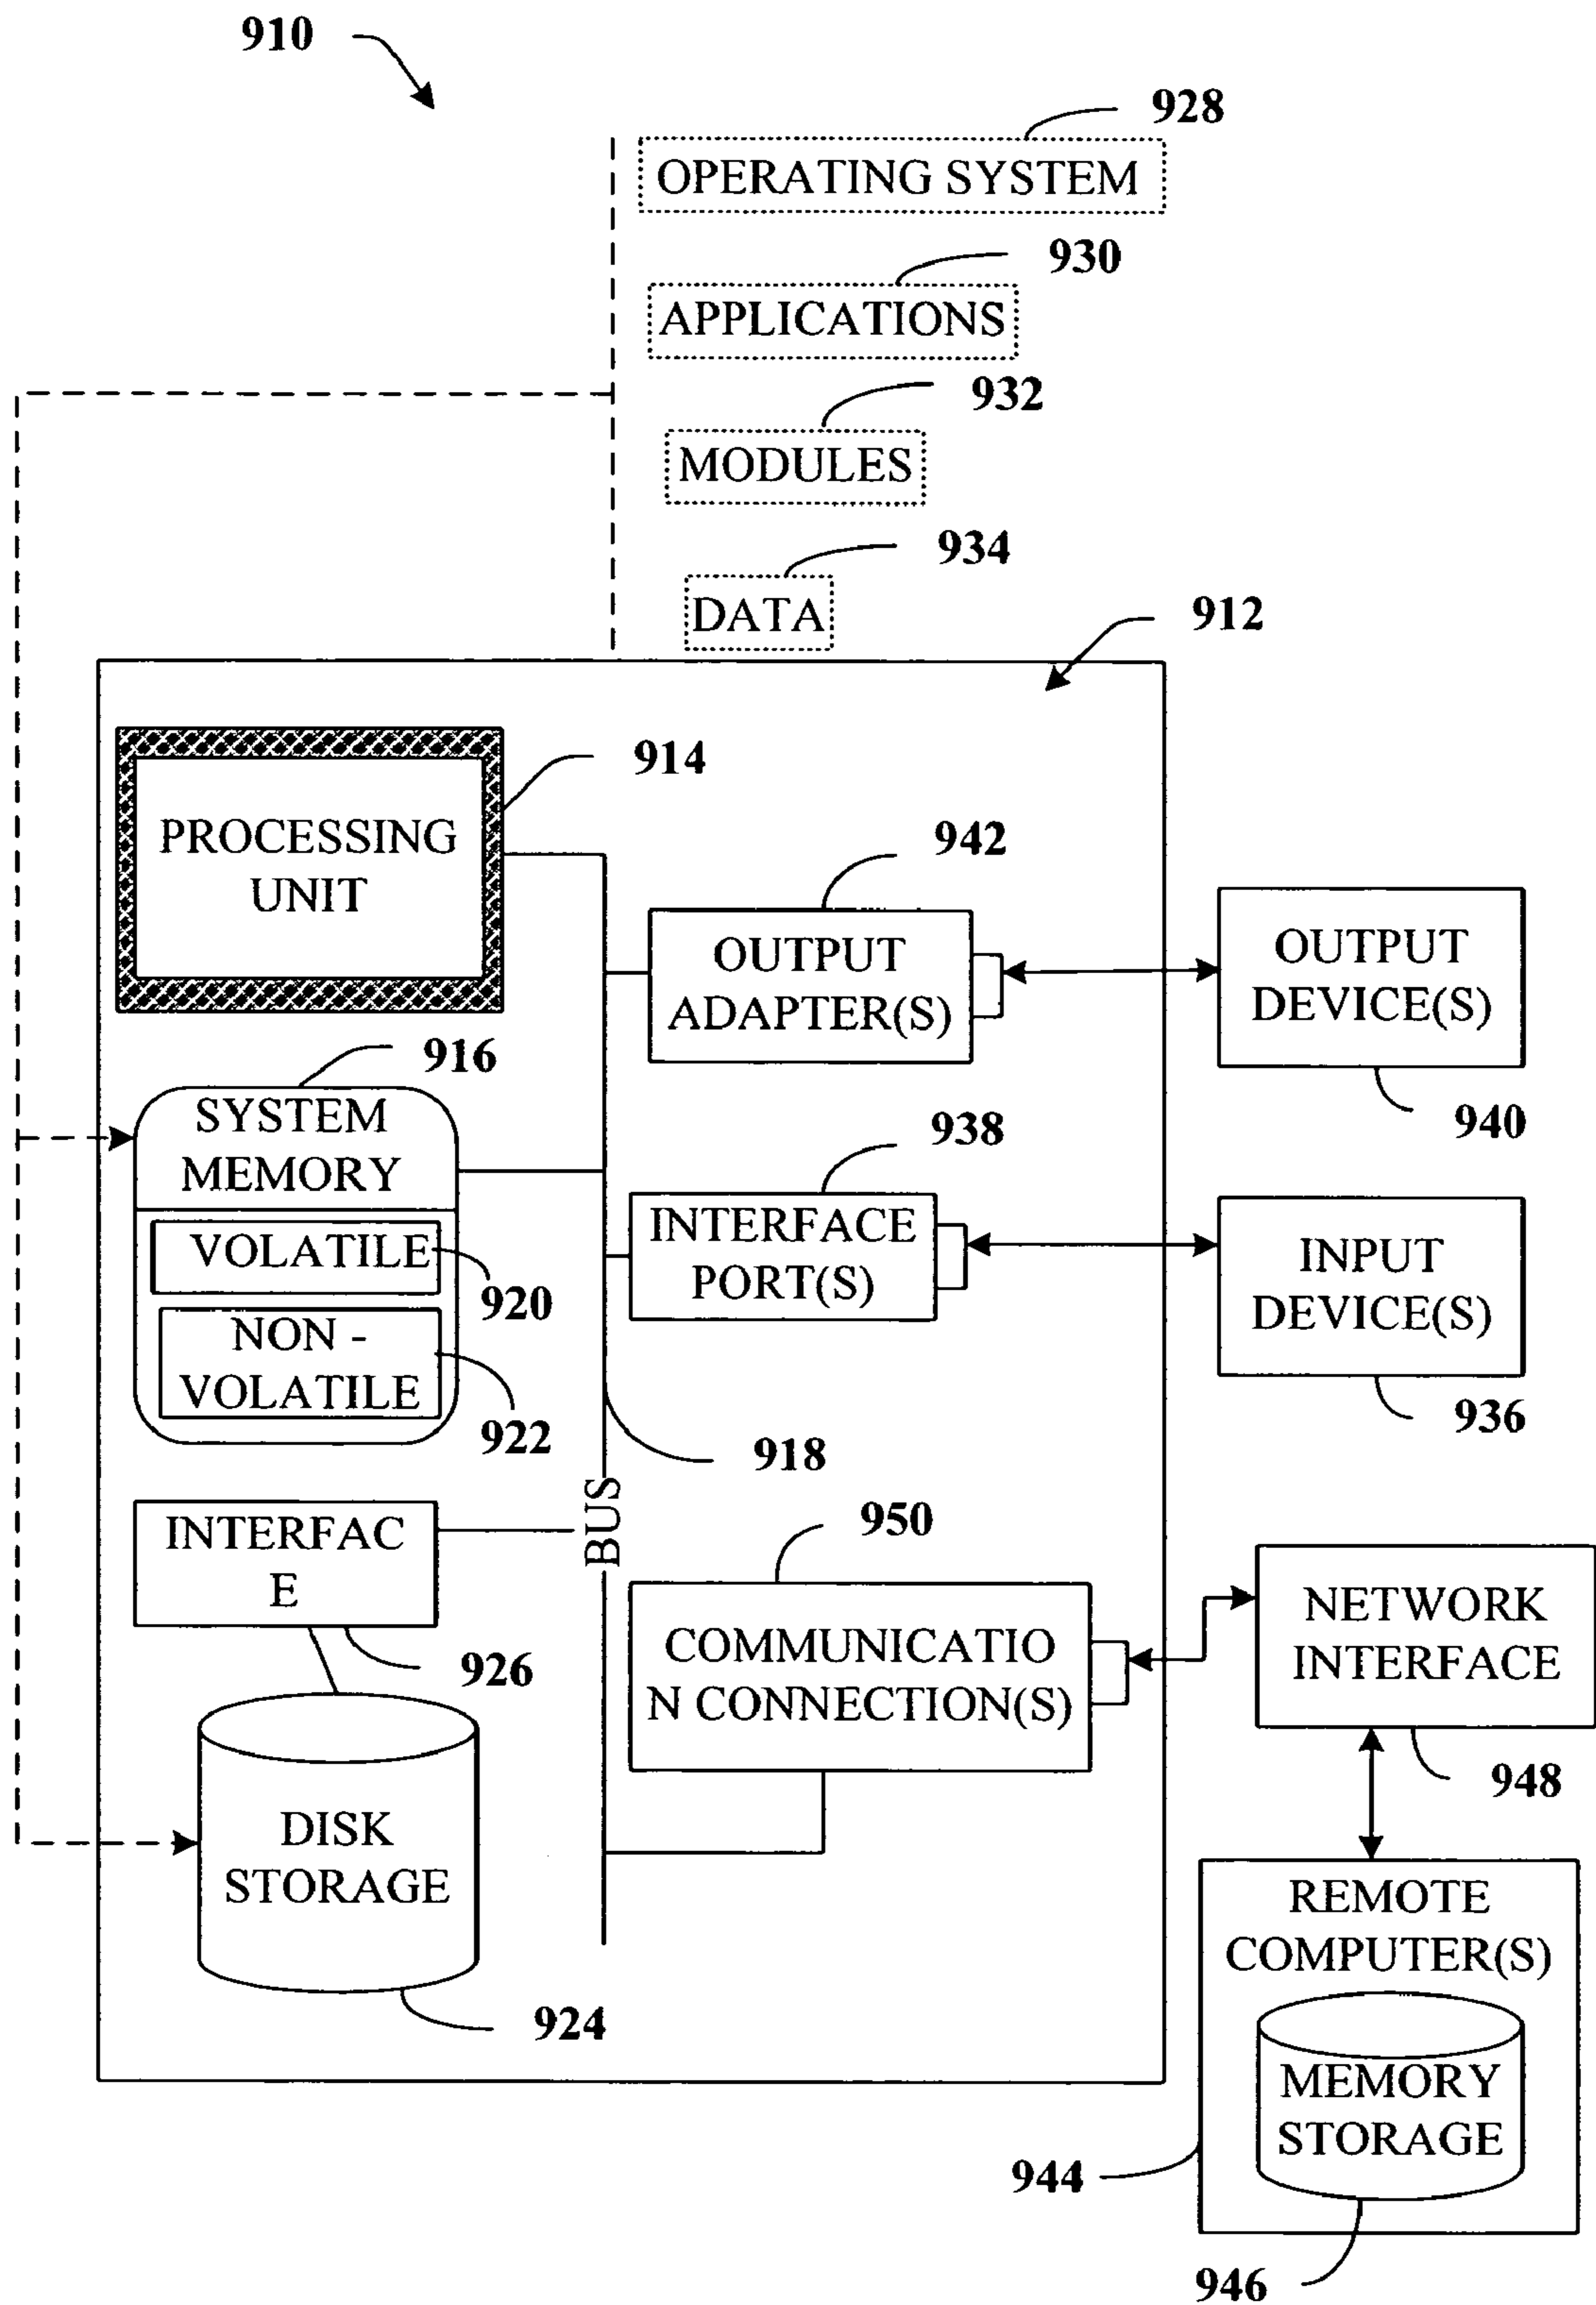 910
928
OPERATING SYSTEM
930
APPLICATIONS
932
MODULES
934
DATA
912
914
PROCESSING
UNIT
942
OUTPUT
ADAPTER(S)
OUTPUT
DEVICE(S)
940
916
SYSTEM
MEMORY
VOLATILE
920
NON -
VOLATILE
922
938
INTERFACE
PORT(S)
INPUT
DEVICE(S)
936
918
BUS
INTERFAC
E
926
950
COMMUNICATIO
N CONNECTION(S)
NETWORK
INTERFACE
948
DISK
STORAGE
924
REMOTE
COMPUTER(S)
MEMORY
STORAGE
944
946